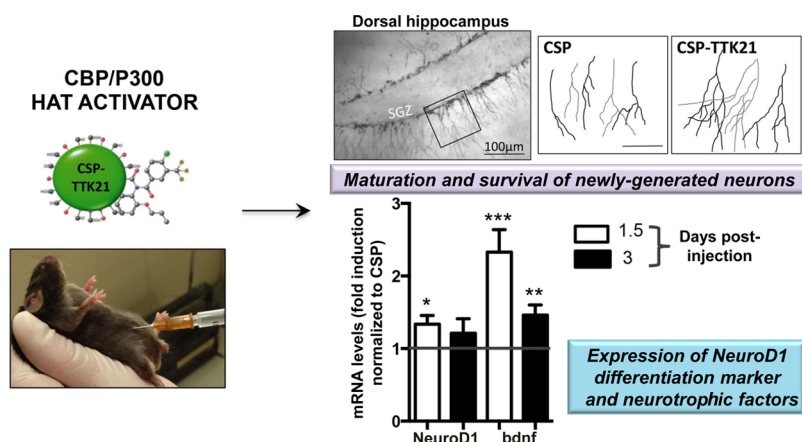 CBP/P300
HAT ACTIVATOR
CSP-
TTK21
Dorsal hippocampus
SGZ
100µm
CSP
CSP-TTK21
Maturation and survival of newly-generated neurons
mRNA levels (fold induction
normalized to CSP)
3
2
1
0
*
***
**
NeuroD1
bdnf
1.5
3
Days post-
injection
Expression of NeuroD1
differentiation marker
and neurotrophic factors